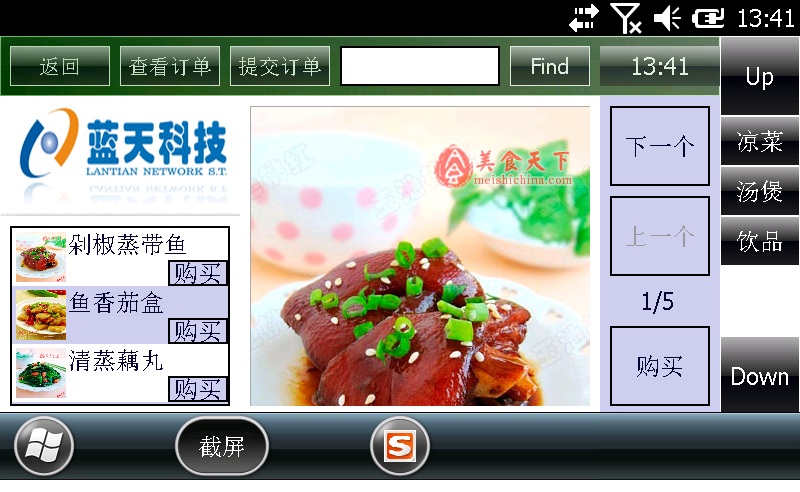 13:41
返回
查看订单
提交订单
Find
13:41
Up
蓝天科技
LANTIAN NETWORK S.T.
美食天下
meishichina.com
下一个
上一个
1/5
购买
凉菜
汤煲
饮品
Down
剁椒蒸带鱼
购买
鱼香茄盒
购买
清蒸藕丸
购买
截屏
S